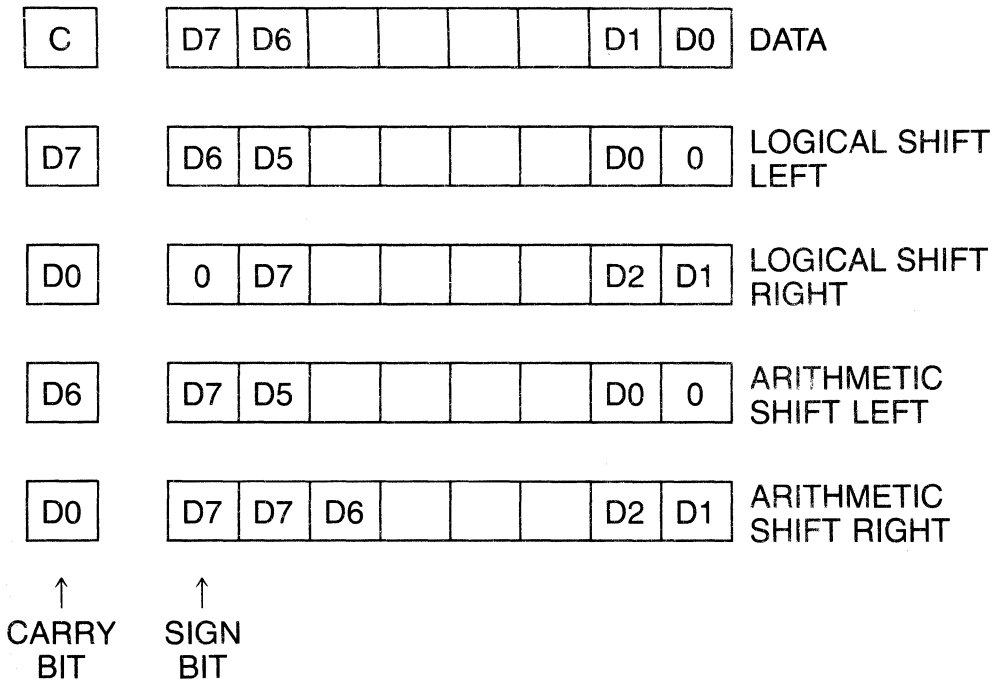 C D7 D6 D1 D0 DATA
D7 D6 D5 D0 0 LOGICAL SHIFT
LEFT
D0 0 D7 D2 D1 LOGICAL SHIFT
RIGHT
D6 D7 D5 D0 0 ARITHMETIC
SHIFT LEFT
D0 D7 D7 D6 D2 D1 ARITHMETIC
SHIFT RIGHT
↑ ↑
CARRY SIGN
BIT BIT